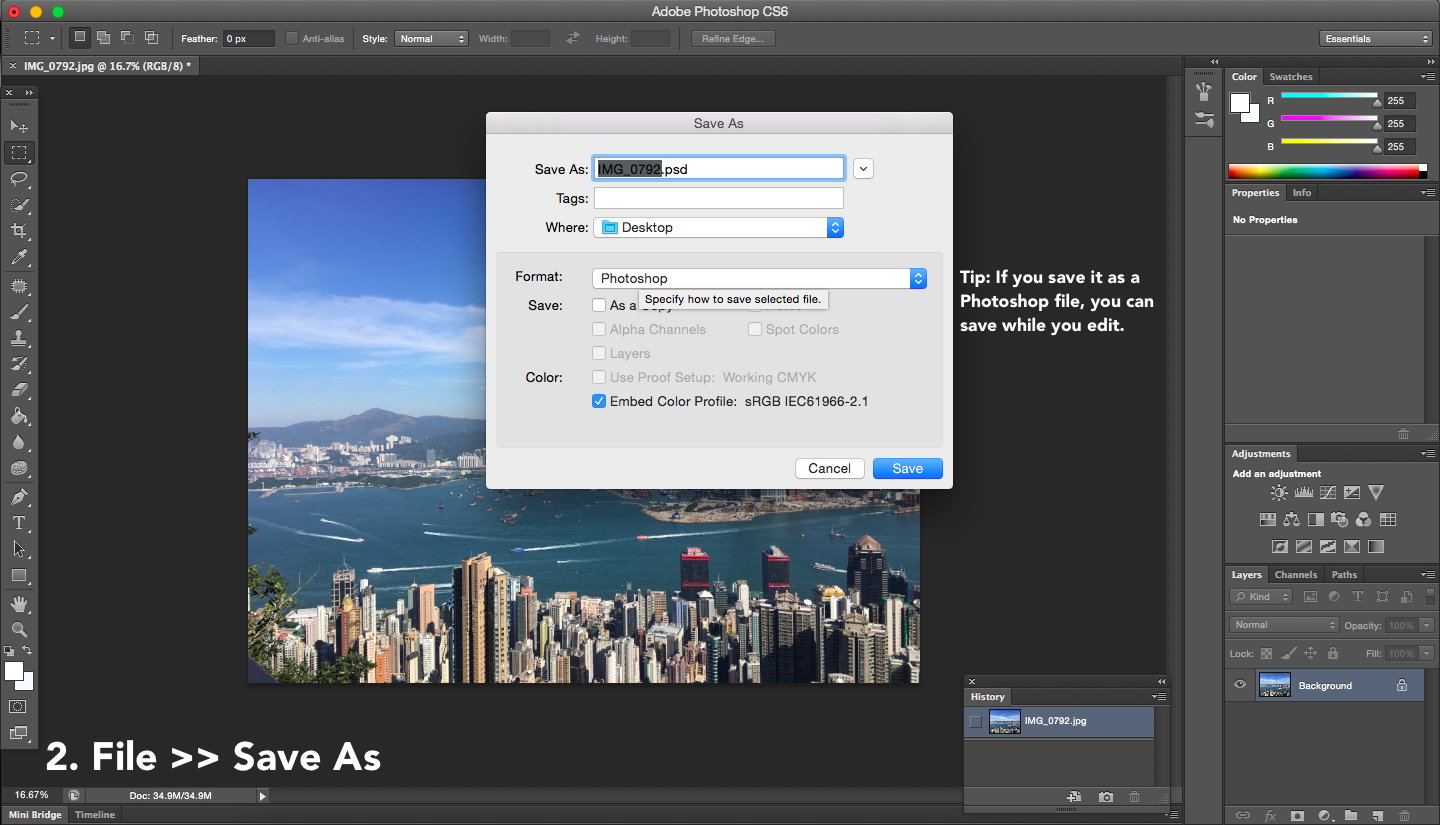 Adobe Photoshop CS6
Feather: 0 px Anti-alias Style: Normal Width: Height: Refine Edge... Essentials
IMG_0792.jpg @ 16.7% (RGB/8) *
Color Swatches
R 255
G 255
B 255
Properties Info
No Properties
Save As
Save As: IMG_0792.psd
Tags:
Where: Desktop
Format: Photoshop
Specify how to save selected file.
Save: As a Copy Notes
Alpha Channels Spot Colors
Layers
Color: Use Proof Setup: Working CMYK
Embed Color Profile: sRGB IEC61966-2.1
Cancel Save
Tip: If you save it as a
Photoshop file, you can
save while you edit.
Adjustments
Add an adjustment
Layers Channels Paths
Kind
Normal Opacity: 100%
Lock: Fill: 100%
Background
History
IMG_0792.jpg
2. File >> Save As
16.67% Doc: 34.9M/34.9M
Mini Bridge Timeline